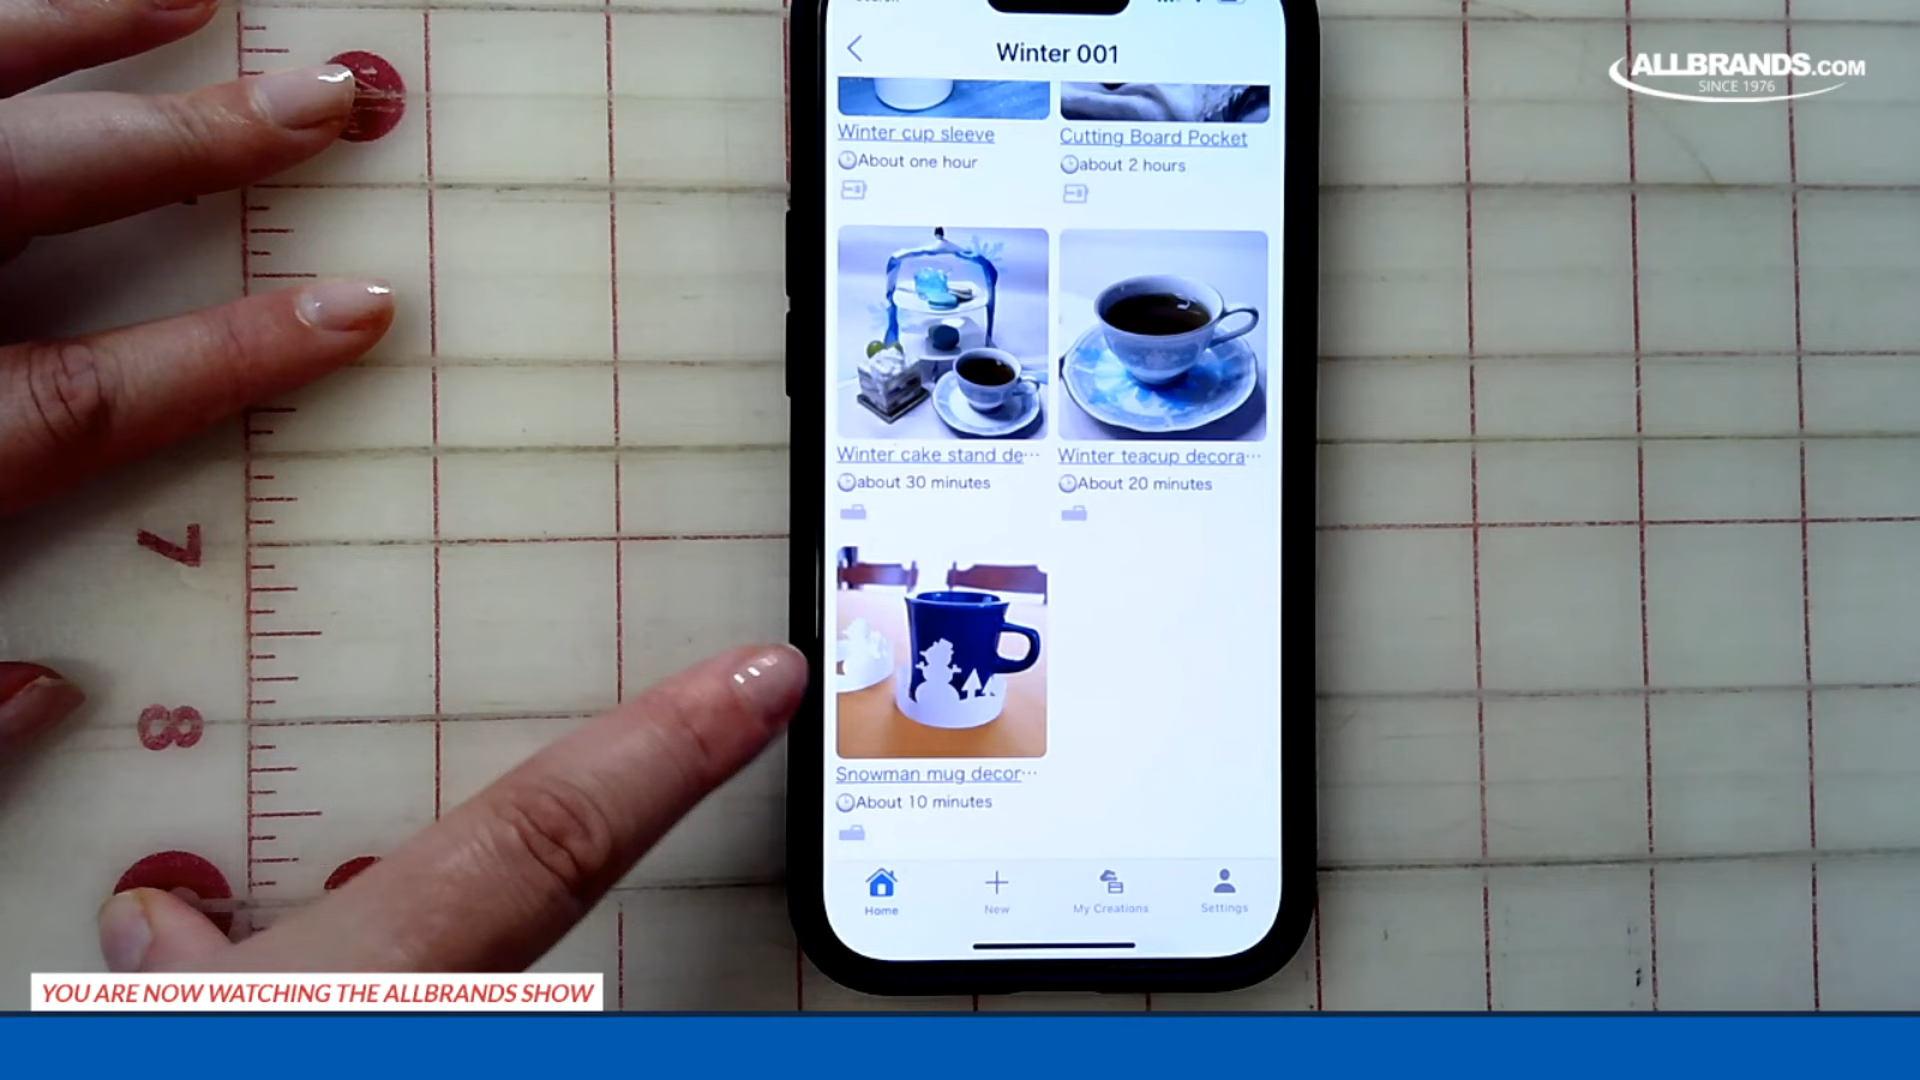 Winter 001
ALLBRANDS.COM
SINCE 1976
Winter cup sleeve
Cutting Board Pocket
About one hour
about 2 hours
Winter cake stand de…
Winter teacup decora…
about 30 minutes
About 20 minutes
7
8
Snowman mug decor…
About 10 minutes
Home
New
My Creations
Settings
YOU ARE NOW WATCHING THE ALLBRANDS SHOW